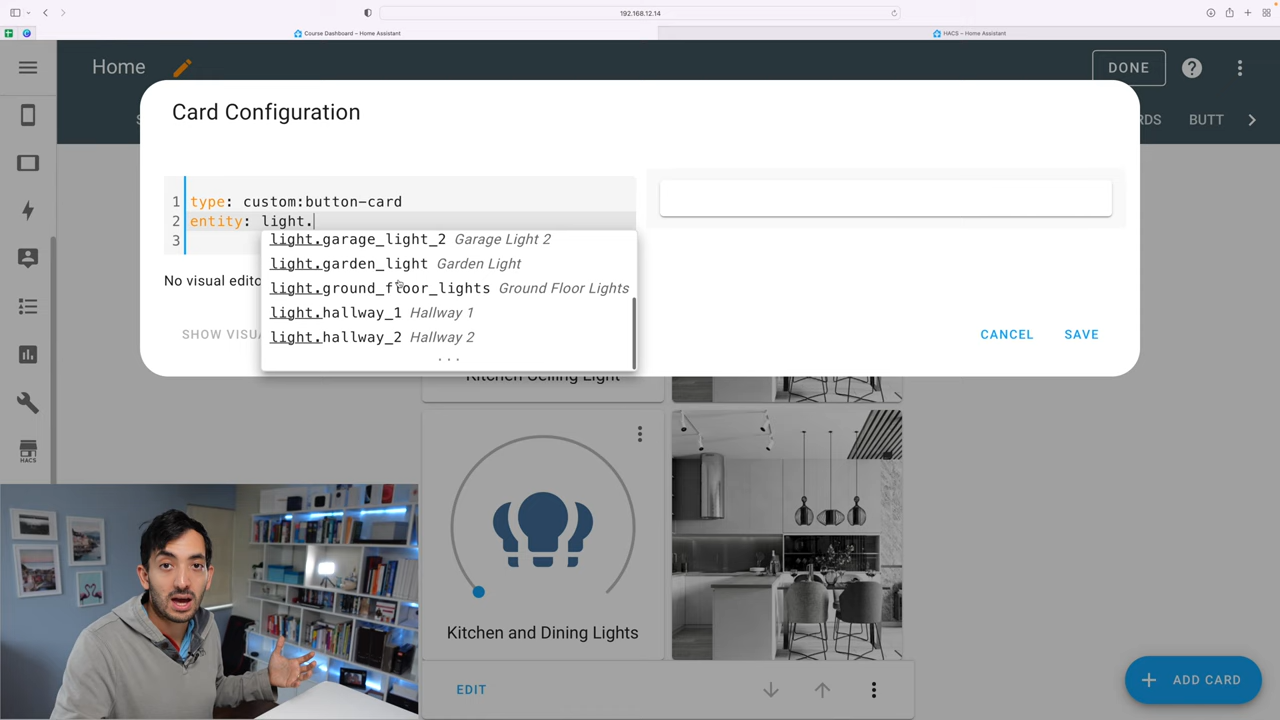 192.168.12.14
Course Dashboard – Home Assistant
HACS – Home Assistant
Home
DONE
RDS
BUTT
Card Configuration
1 type: custom:button-card
2 entity: light.
3
light.garage_light_2 Garage Light 2
light.garden_light Garden Light
light.ground_floor_lights Ground Floor Lights
light.hallway_1 Hallway 1
light.hallway_2 Hallway 2
...
No visual edito
SHOW VISUA
CANCEL
SAVE
Kitchen Ceiling Light
HACS
Kitchen and Dining Lights
EDIT
ADD CARD